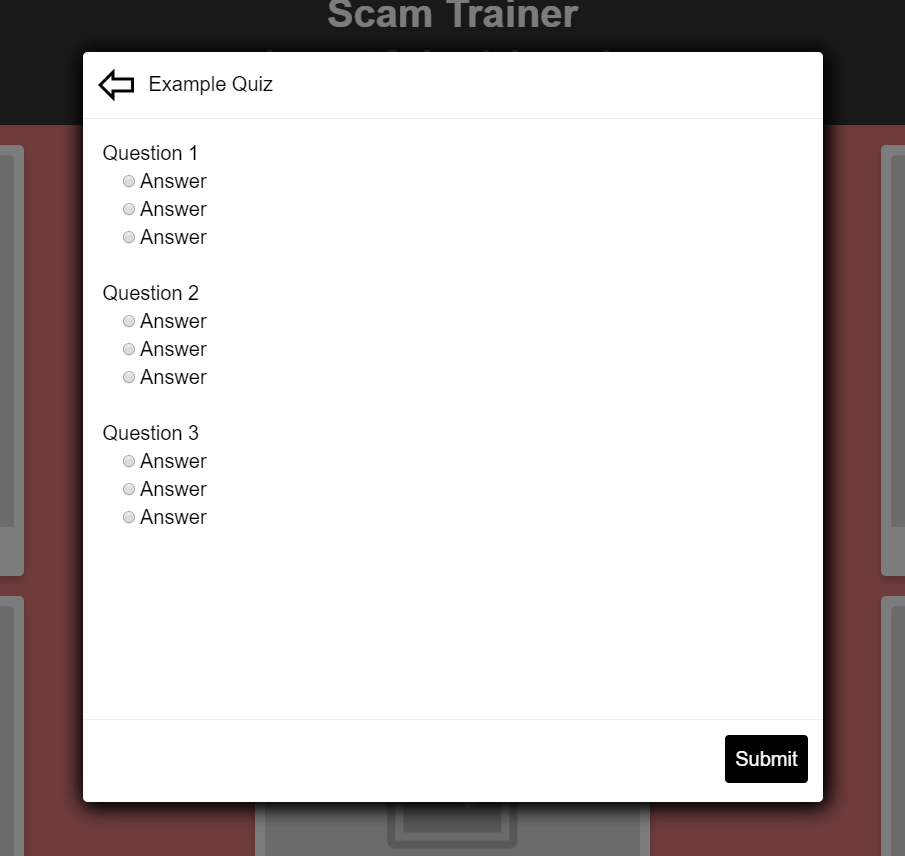 Scam Trainer
Example Quiz
Question 1
Answer
Answer
Answer
Question 2
Answer
Answer
Answer
Question 3
Answer
Answer
Answer
Submit